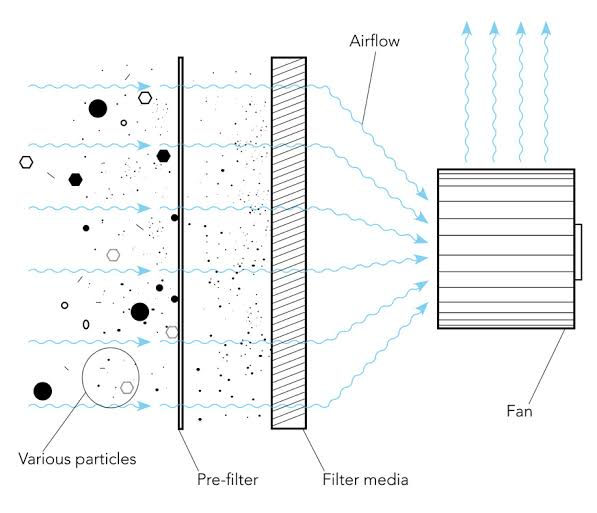 Airflow
Fan
Various particles
Pre-filter
Filter media